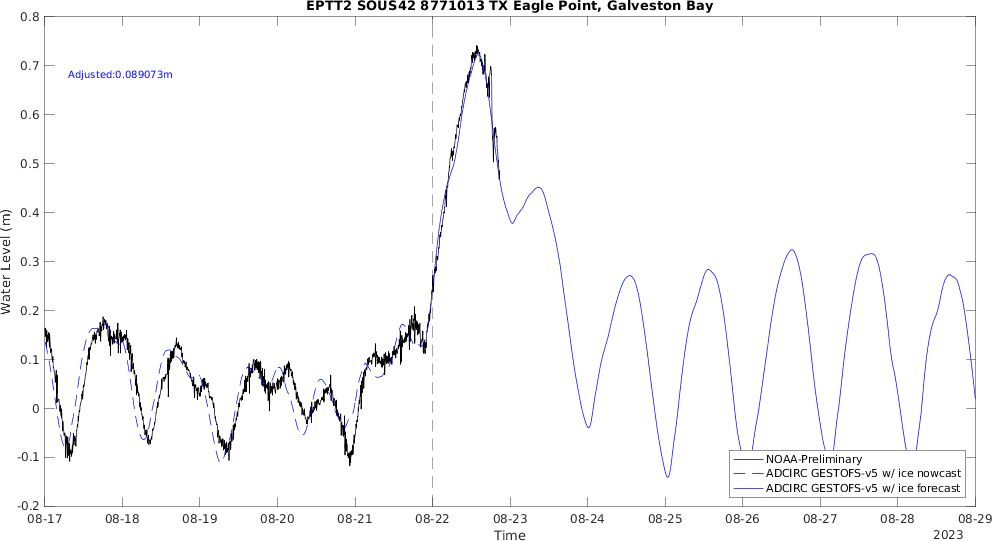 EPTT2 SOUS42 8771013 TX Eagle Point, Galveston Bay
0.8
0.7
Adjusted:0.089073m
0.6
0.5
0.4
0.3
0.2
0.1
0
-0.1
-0.2
Water Level (m)
NOAA-Preliminary
ADCIRC GESTOFS-v5 w/ ice nowcast
ADCIRC GESTOFS-v5 w/ ice forecast
08-17 08-18 08-19 08-20 08-21 08-22 08-23 08-24 08-25 08-26 08-27 08-28 08-29
Time
2023